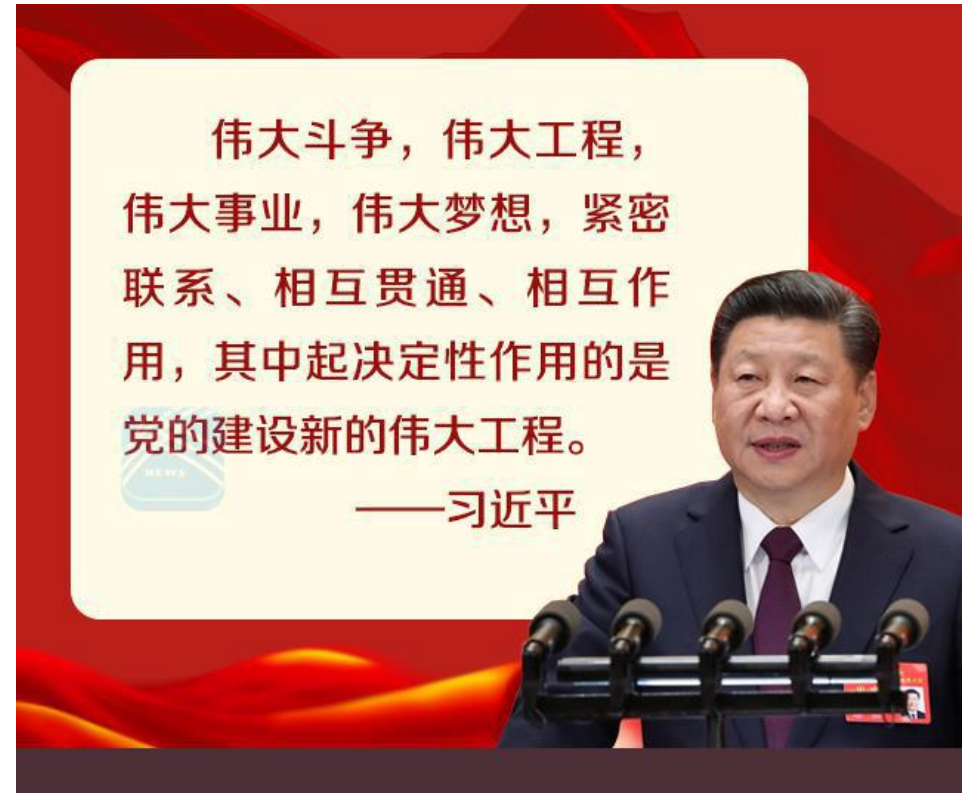 伟大斗争，伟大工程，
伟大事业，伟大梦想，紧密
联系、相互贯通、相互作
用，其中起决定性作用的是
党的建设新的伟大工程。
NEWS
——习近平